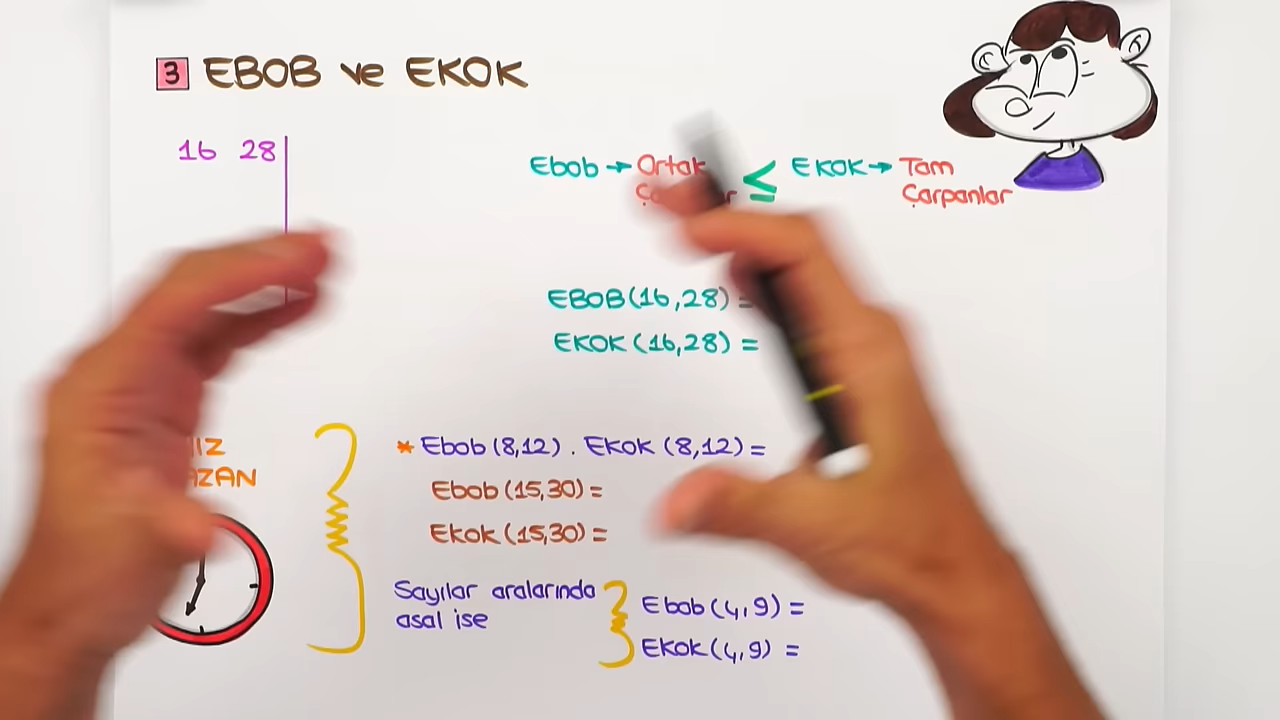 3 EBOB ve EKOK
16 28
Ebob → Ortak ≤ EKOK → Tam
Çarpanlar
EBOB(16,28) =
EKOK(16,28) =
* Ebob(8,12) . EKOK(8,12) =
Ebob(15,30) =
Ekok(15,30) =
Sayılar aralarında
asal ise
Ebob(4,9) =
EKOK(4,9) =